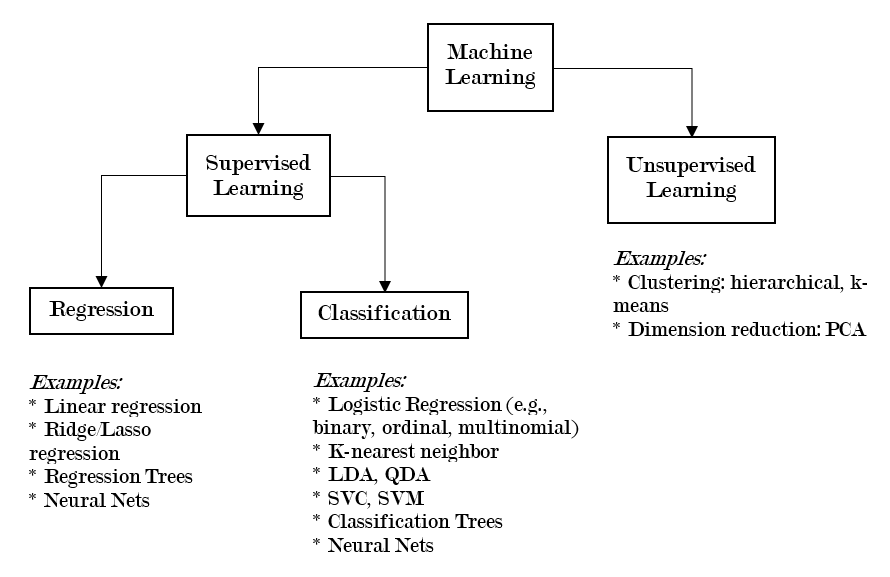 Machine
Learning
Supervised
Learning
Unsupervised
Learning
Examples:
* Clustering: hierarchical, k-
means
* Dimension reduction: PCA
Regression
Classification
Examples:
* Linear regression
* Ridge/Lasso
regression
* Regression Trees
* Neural Nets
Examples:
* Logistic Regression (e.g.,
binary, ordinal, multinomial)
* K-nearest neighbor
* LDA, QDA
* SVC, SVM
* Classification Trees
* Neural Nets